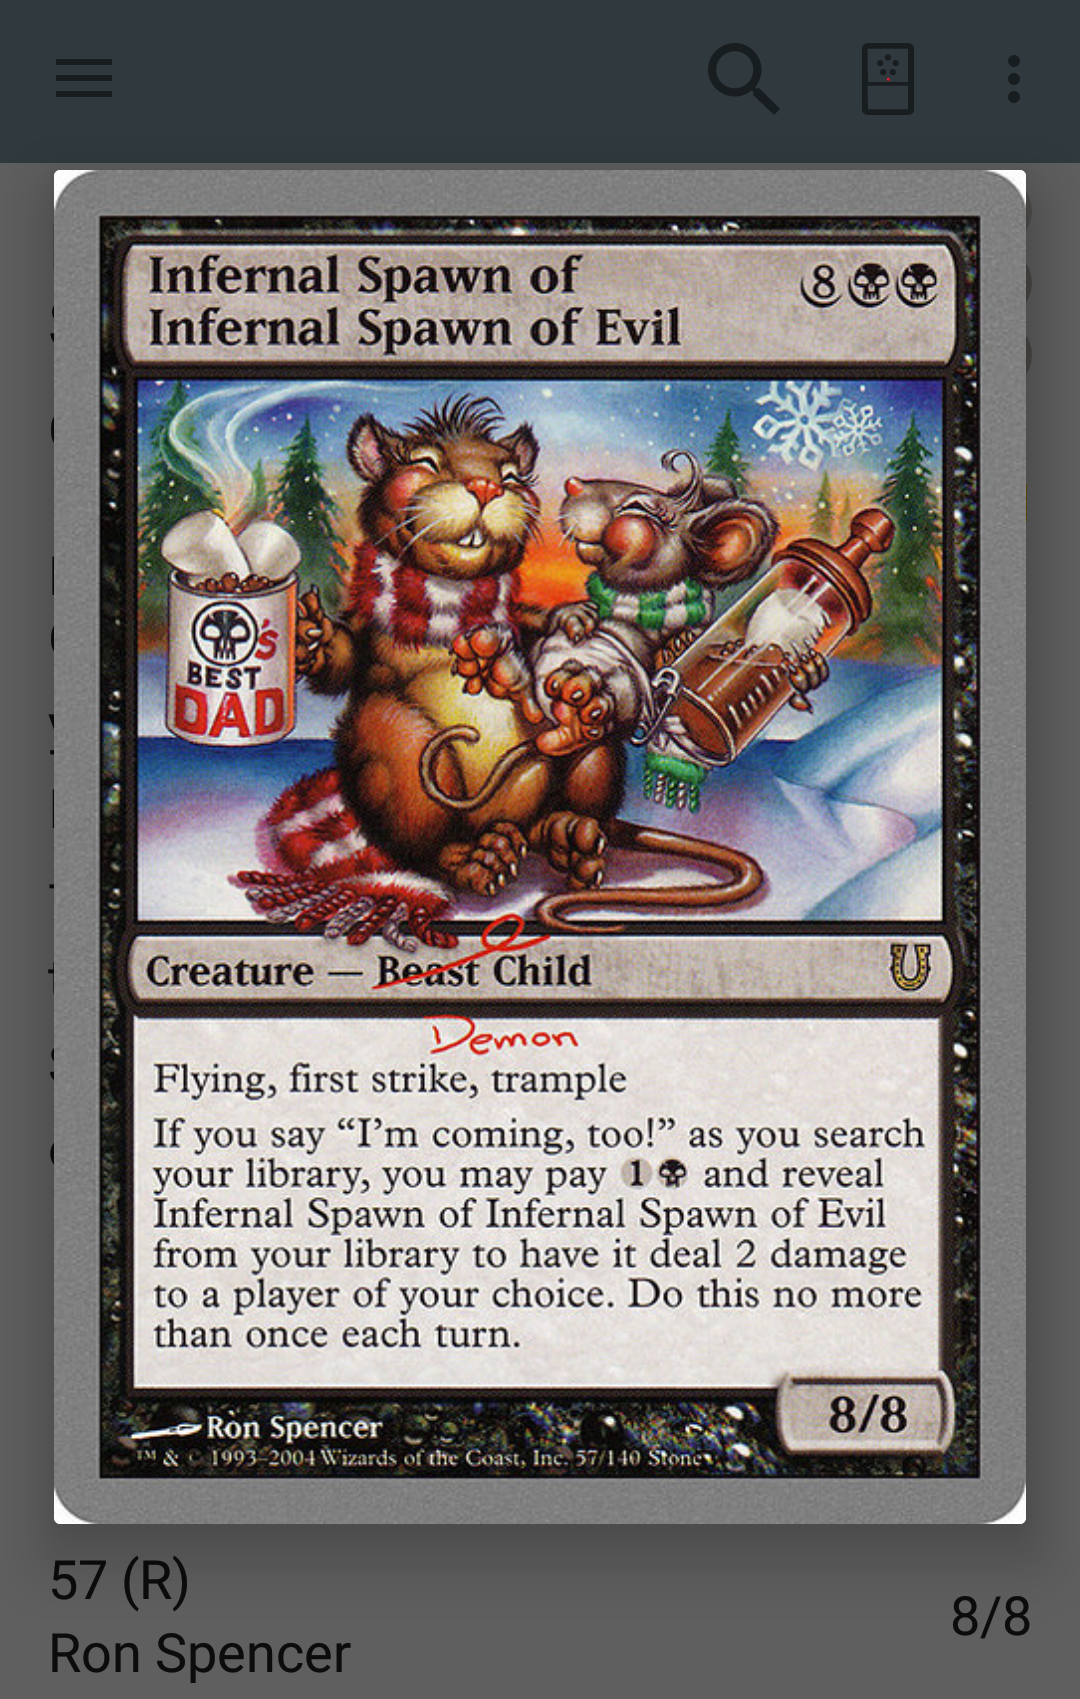 Infernal Spawn of
Infernal Spawn of Evil
8
's
BEST
DAD
Creature — Beast Child
Demon
Flying, first strike, trample
If you say “I’m coming, too!” as you search
your library, you may pay 1 and reveal
Infernal Spawn of Infernal Spawn of Evil
from your library to have it deal 2 damage
to a player of your choice. Do this no more
than once each turn.
8/8
Ron Spencer
™ & © 1993–2004 Wizards of the Coast, Inc. 57/140
57 (R)
8/8
Ron Spencer